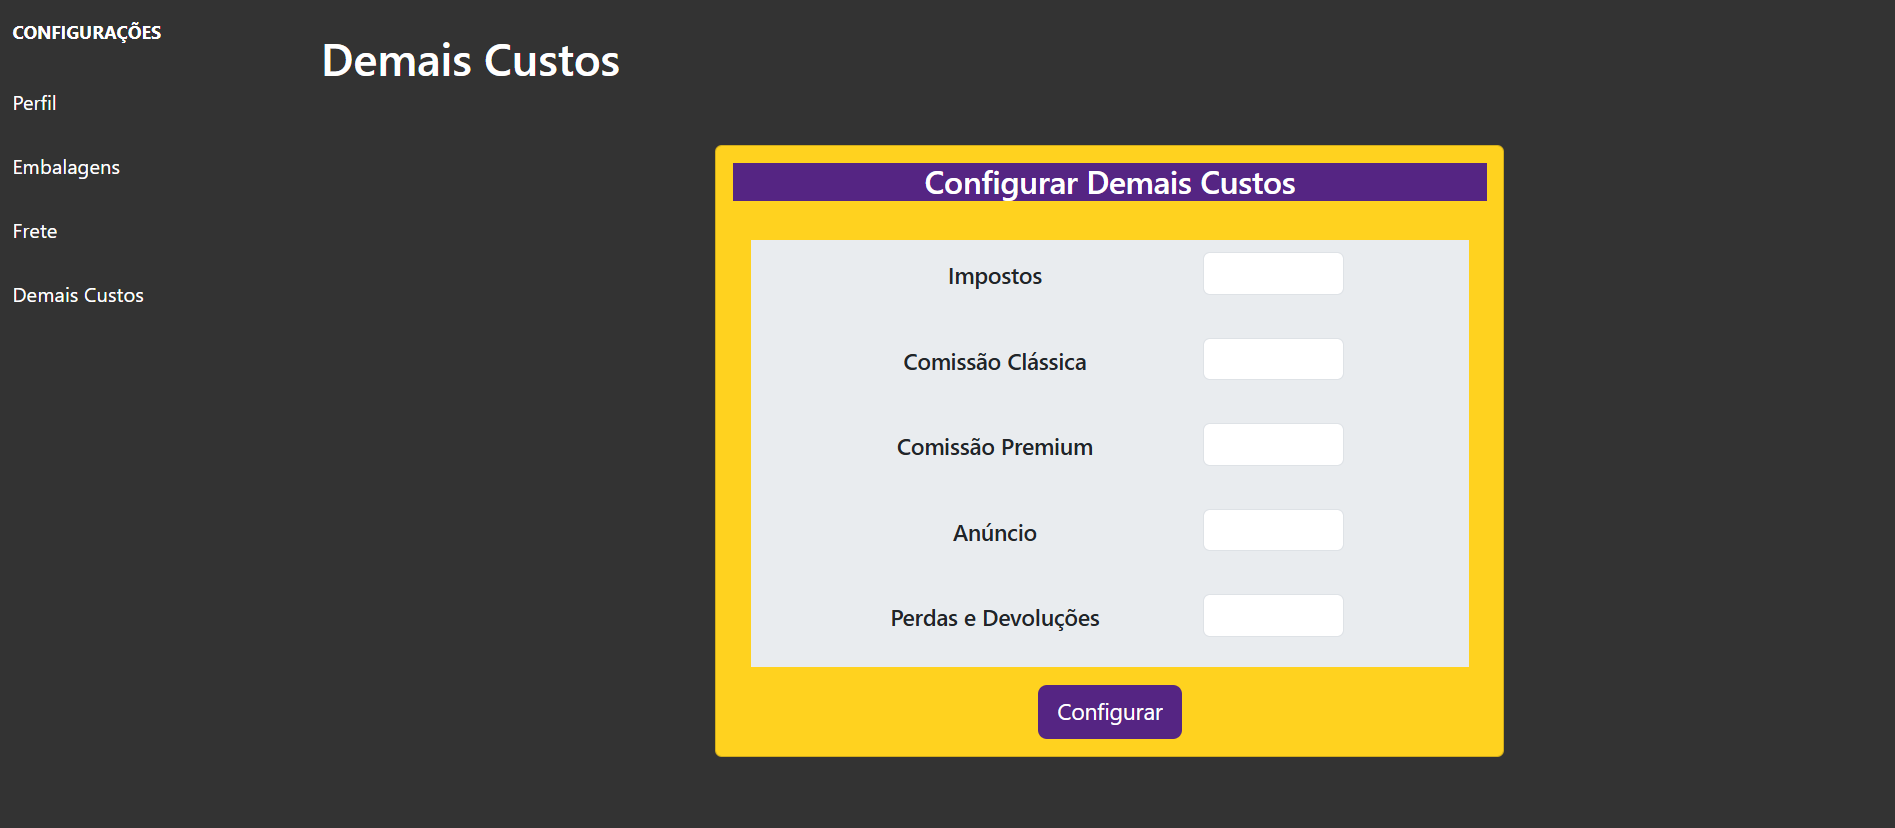 CONFIGURAÇÕES
Perfil
Embalagens
Frete
Demais Custos
Demais Custos
Configurar Demais Custos
Impostos
Comissão Clássica
Comissão Premium
Anúncio
Perdas e Devoluções
Configurar